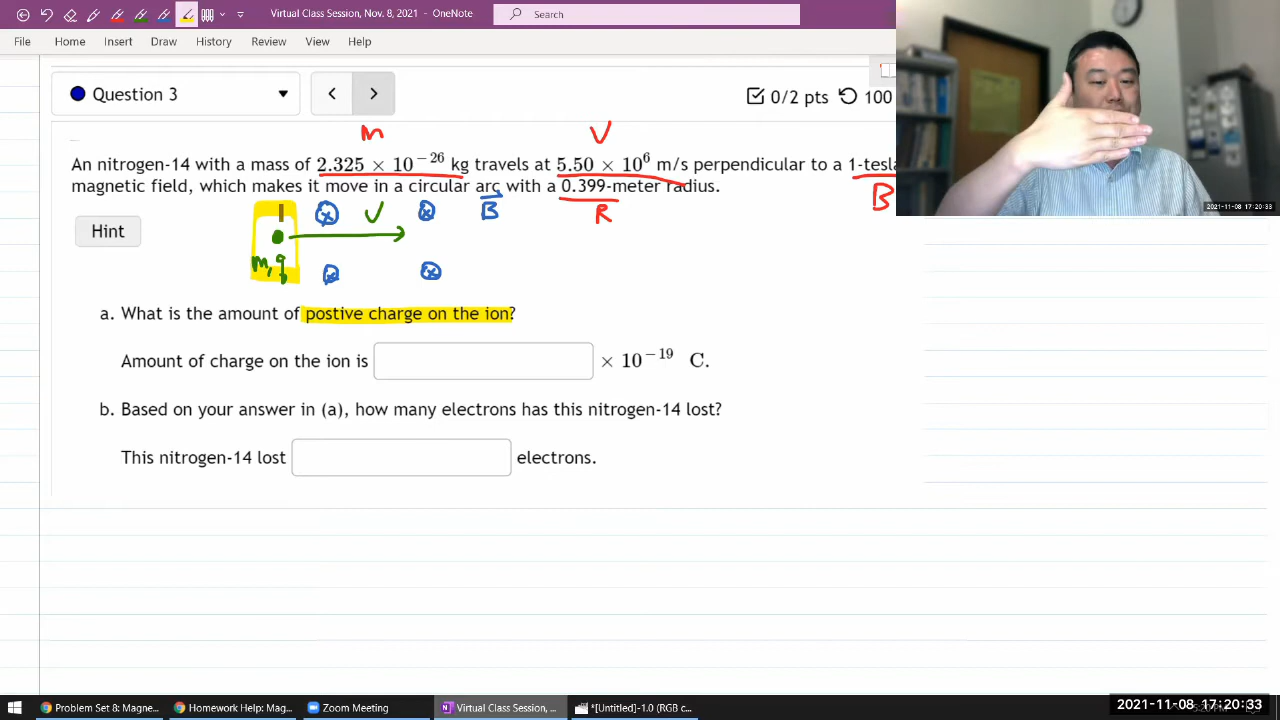 Virtual Class Session, Nov 8, 2021 - OneNote
Search
File Home Insert Draw History Review View Help
Question 3
0/2 pts 100
m
V
An nitrogen-14 with a mass of 2.325 × 10⁻²⁶ kg travels at 5.50 × 10⁶ m/s perpendicular to a 1-tesla
magnetic field, which makes it move in a circular arc with a 0.399-meter radius.
B
R
Hint
V
B
m, q
a. What is the amount of postive charge on the ion?
Amount of charge on the ion is × 10⁻¹⁹ C.
b. Based on your answer in (a), how many electrons has this nitrogen-14 lost?
This nitrogen-14 lost electrons.
2021-11-08 17:20:33
Problem Set 8: Magne...
Homework Help: Mag...
Zoom Meeting
Virtual Class Session, ...
*[Untitled]-1.0 (RGB c...
2021-11-08 17:20:33